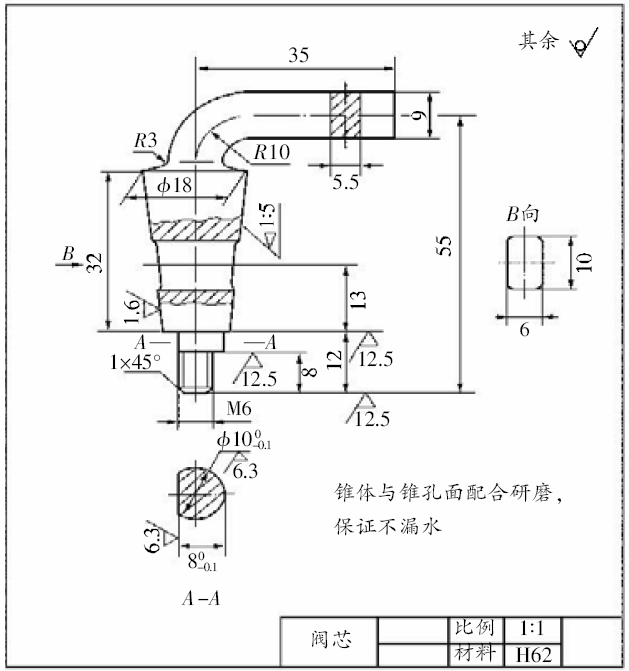 其余
35
9
R3
R10
5.5
φ18
1:5
B向
B
32
55
10
6
13
1.6
A
A
1×45°
12.5
8
12
12.5
12.5
M6
φ10 0 -0.1
6.3
6.3
8 0 -0.1
A-A
锥体与锥孔面配合研磨，
保证不漏水
阀芯
比例
1:1
材料
H62